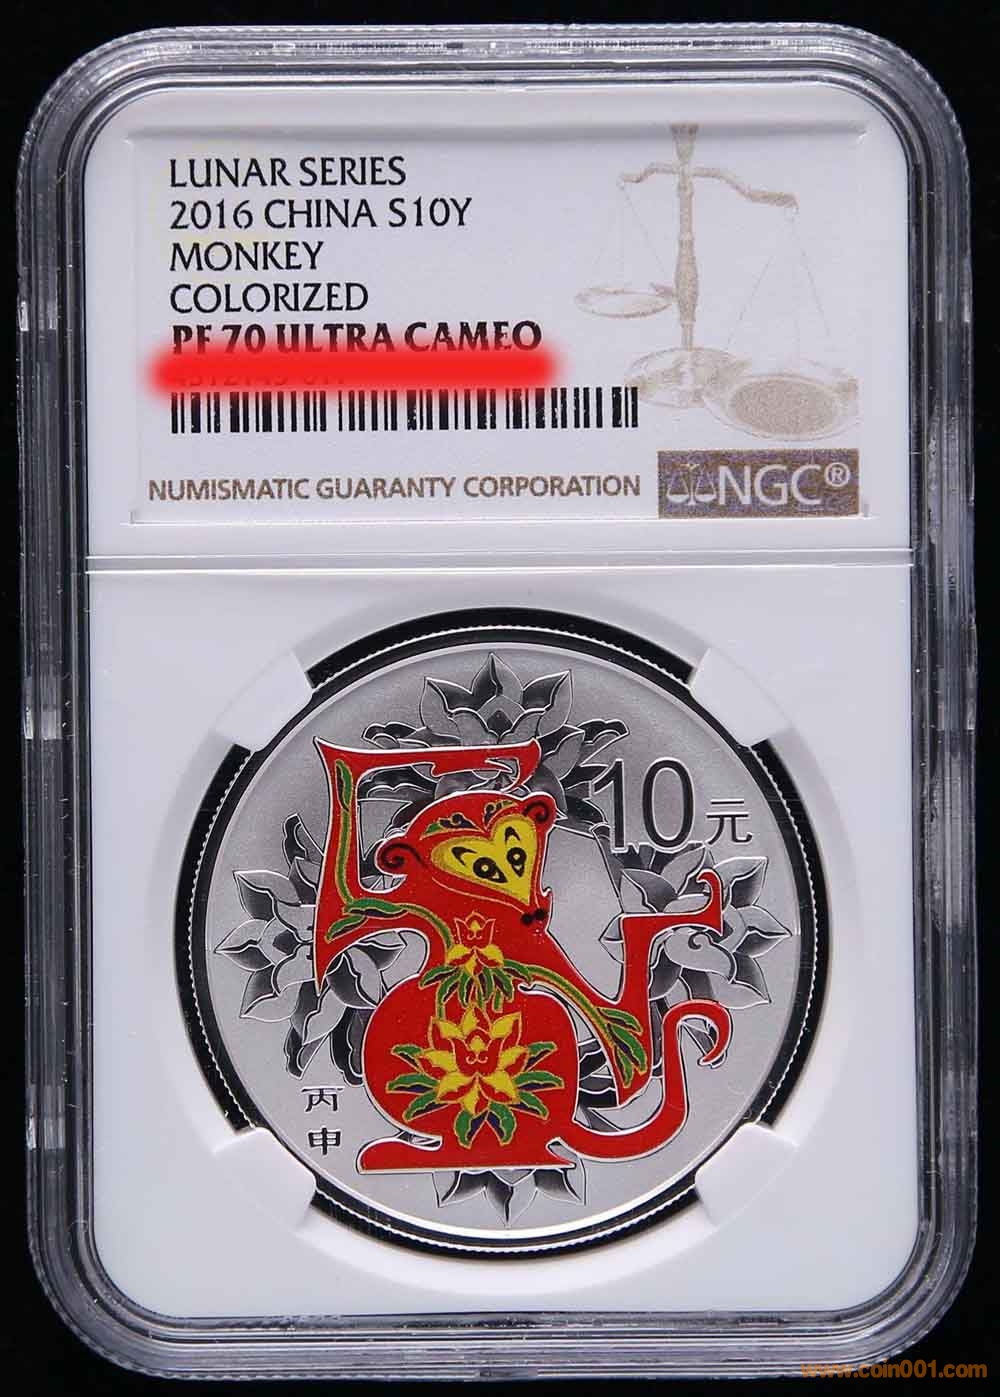 LUNAR SERIES
2016 CHINA S10Y
MONKEY
COLORIZED
PF 70 ULTRA CAMEO
NUMISMATIC GUARANTY CORPORATION
NGC®
10元
丙
申
www.coin001.com